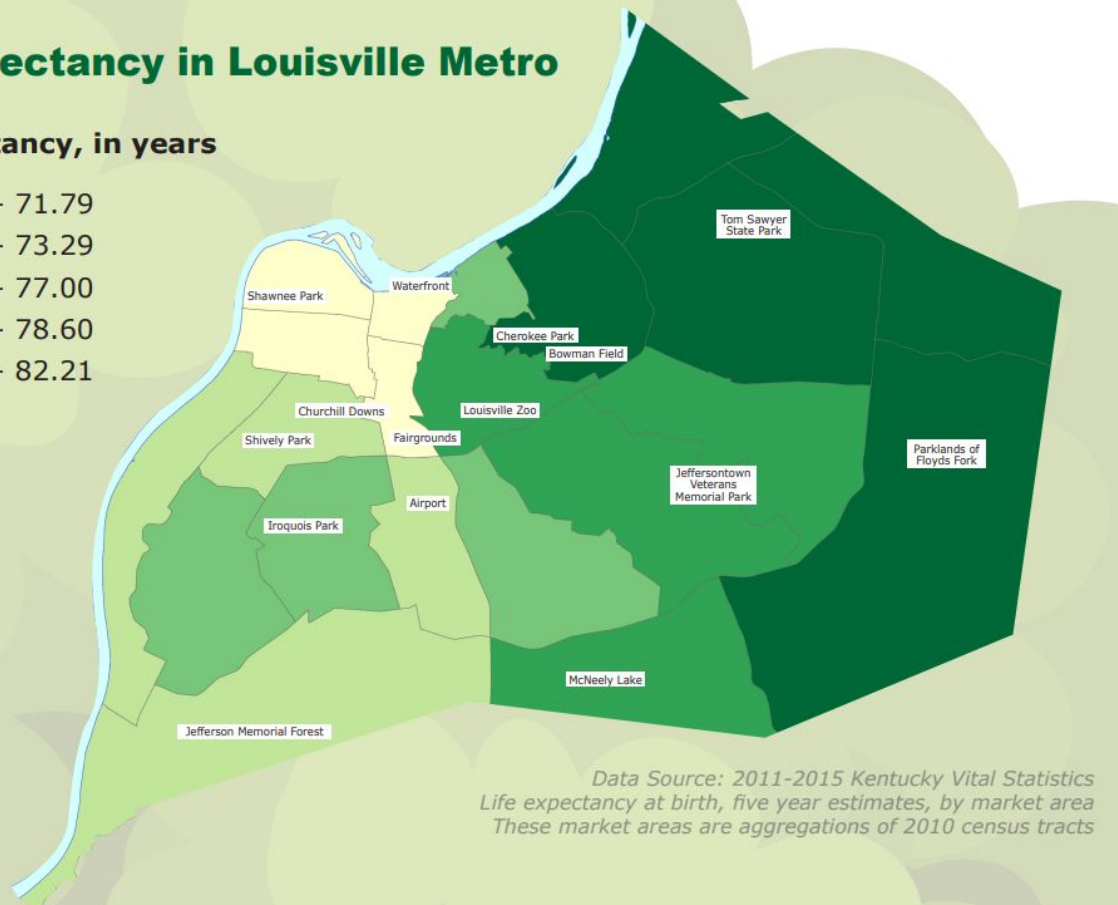 ectancy in Louisville Metro
tancy, in years
- 71.79
- 73.29
- 77.00
- 78.60
- 82.21
Tom Sawyer
State Park
Waterfront
Shawnee Park
Cherokee Park
Bowman Field
Churchill Downs
Louisville Zoo
Fairgrounds
Shively Park
Parklands of
Floyds Fork
Jeffersontown
Veterans
Memorial Park
Airport
Iroquois Park
McNeely Lake
Jefferson Memorial Forest
Data Source: 2011-2015 Kentucky Vital Statistics
Life expectancy at birth, five year estimates, by market area
These market areas are aggregations of 2010 census tracts